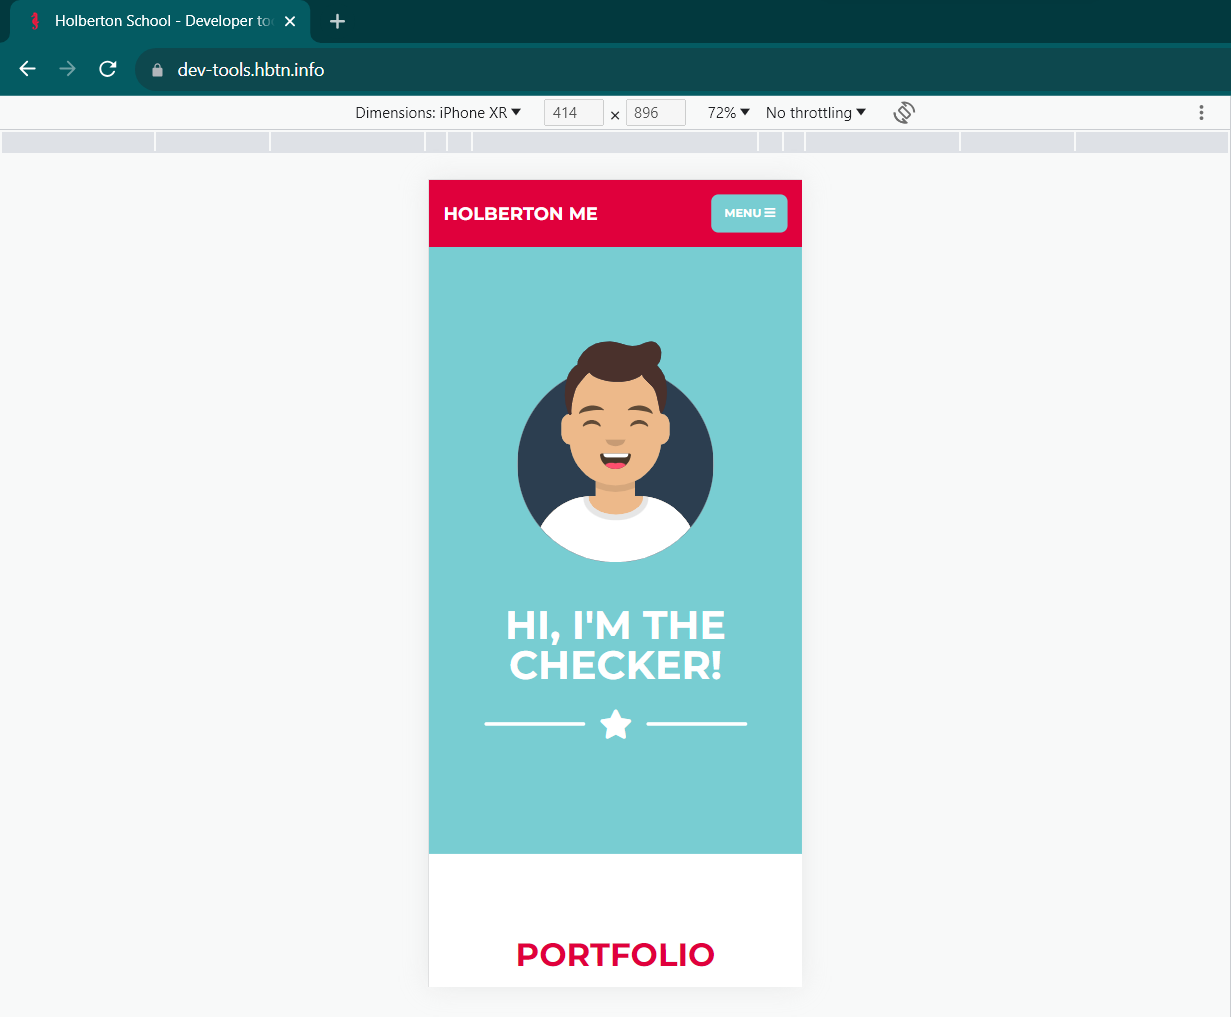 Holberton School - Developer too
dev-tools.hbtn.info
Dimensions: iPhone XR 414 × 896 72% No throttling
HOLBERTON ME MENU
HI, I'M THE
CHECKER!
PORTFOLIO